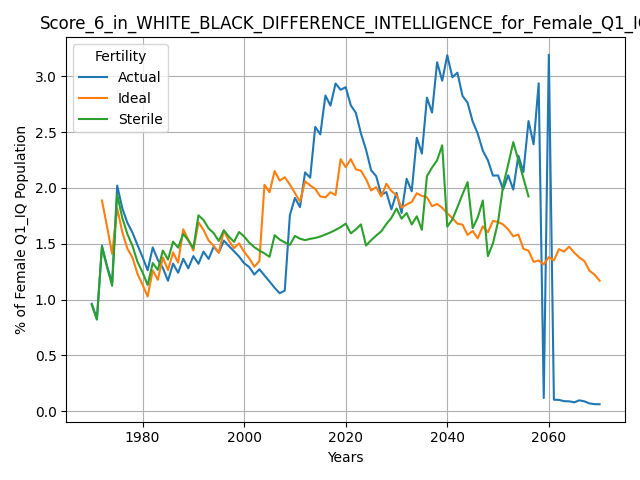 Score_6_in_WHITE_BLACK_DIFFERENCE_INTELLIGENCE_for_Female_Q1_IQ
Fertility
Actual
Ideal
Sterile
% of Female Q1_IQ Population
3.0
2.5
2.0
1.5
1.0
0.5
0.0
1980 2000 2020 2040 2060
Years